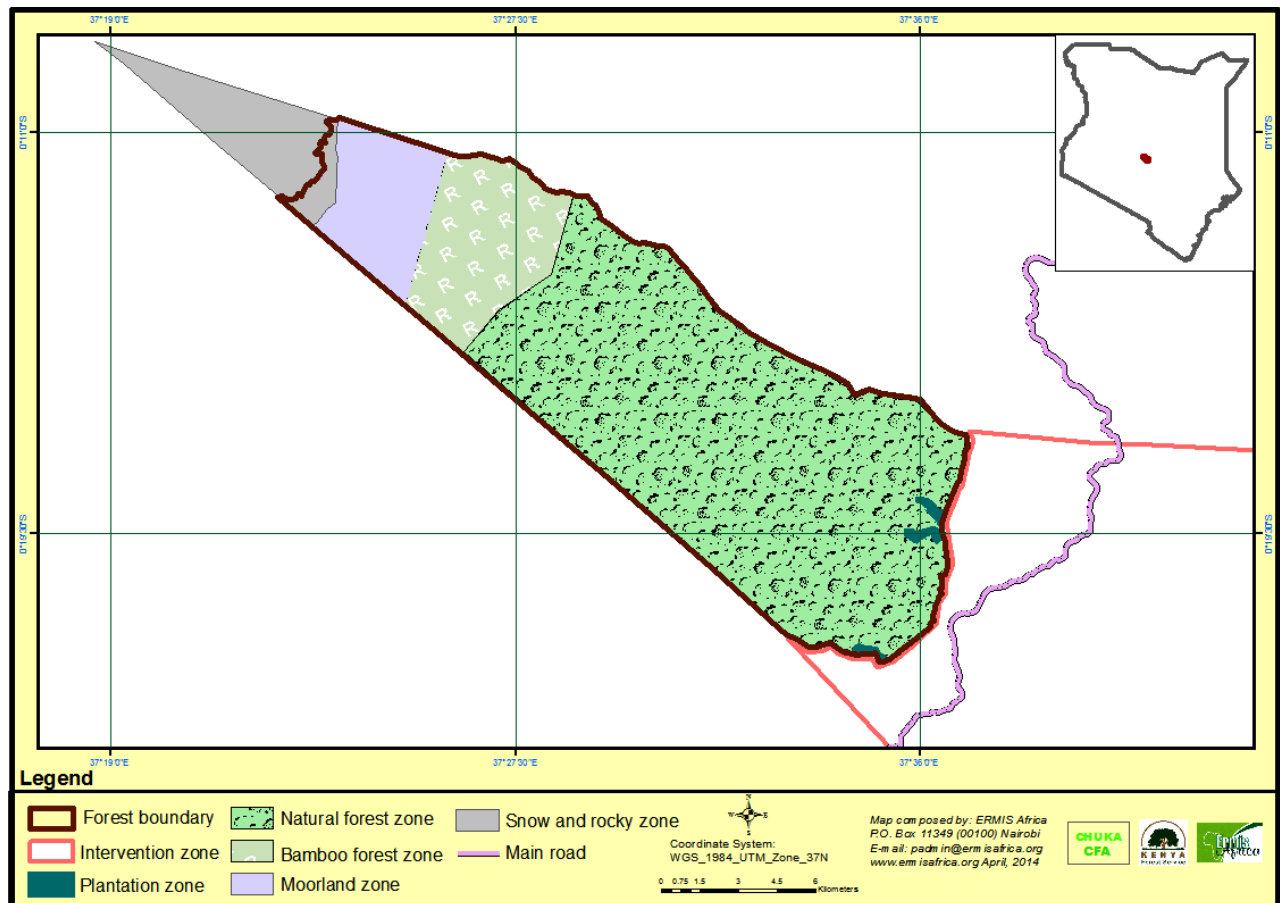 37°19'0"E 37°27'30"E 37°36'0"E
0°11'0"S 0°11'0"S
0°19'30"S 0°19'30"S
37°19'0"E 37°27'30"E 37°36'0"E
Legend
Forest boundary
Intervention zone
Plantation zone
Natural forest zone
Bamboo forest zone
Moorland zone
Snow and rocky zone
Main road
N
W E
S
Coordinate System:
WGS_1984_UTM_Zone_37N
0 0.75 1.5 3 4.5 6
Kilometers
Map composed by: ERMIS Africa
P.O. Box 11349 (00100) Nairobi
E-mail: padmin@ermisafrica.org
www.ermisafrica.org April, 2014
CHUKA
CFA
KENYA
Forest Service
Ermis
Africa